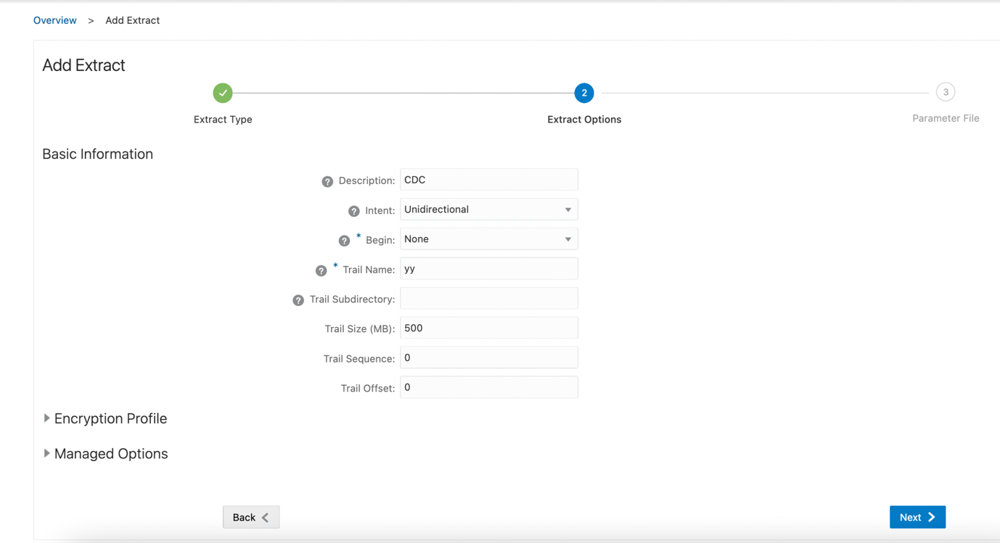 Overview > Add Extract
Add Extract
2
3
Extract Type
Extract Options
Parameter File
Basic Information
? Description: CDC
? Intent: Unidirectional
? * Begin: None
? * Trail Name: yy
? Trail Subdirectory:
Trail Size (MB): 500
Trail Sequence: 0
Trail Offset: 0
Encryption Profile
Managed Options
Back
Next